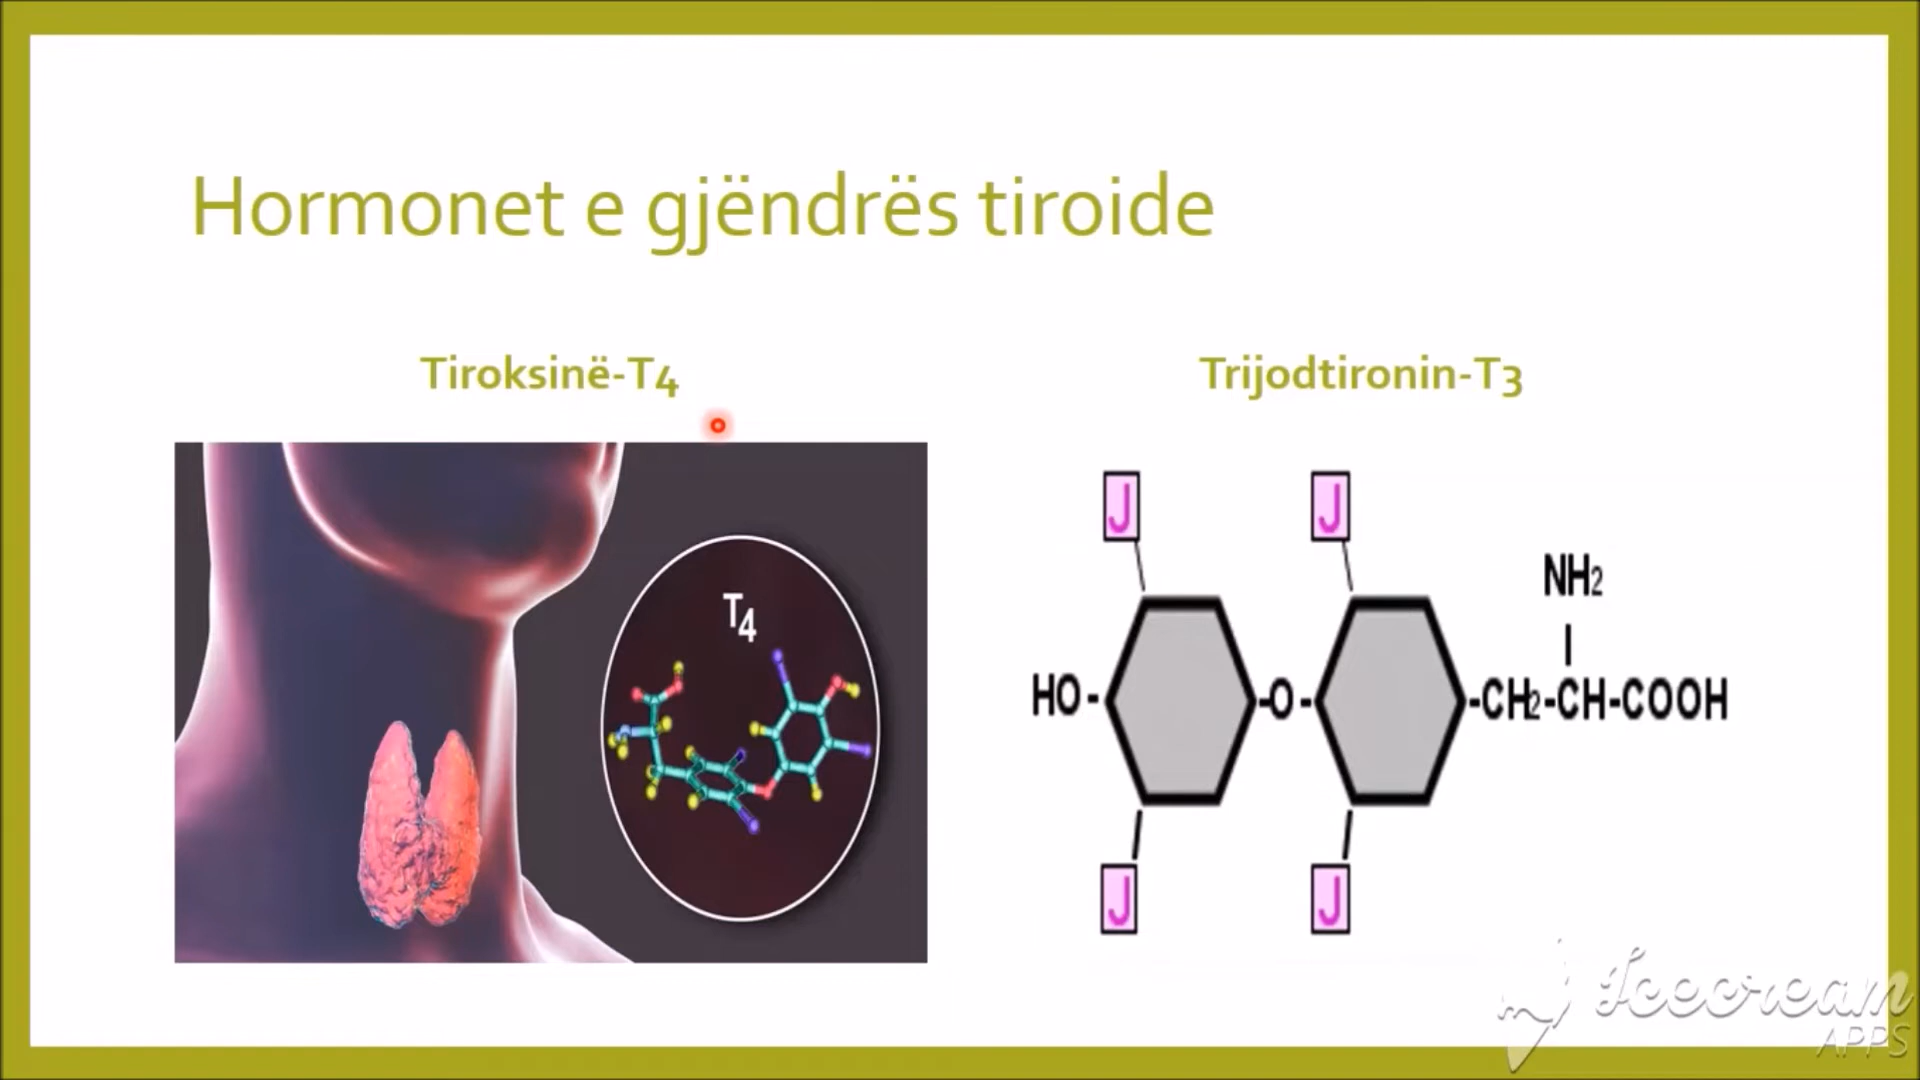 Hormonet e gjëndrës tiroide
Tiroksinë-T4
Trijodtironin-T3
T4
J J
NH2
HO- -O- -CH2-CH-COOH
J J
Icecream
APPS